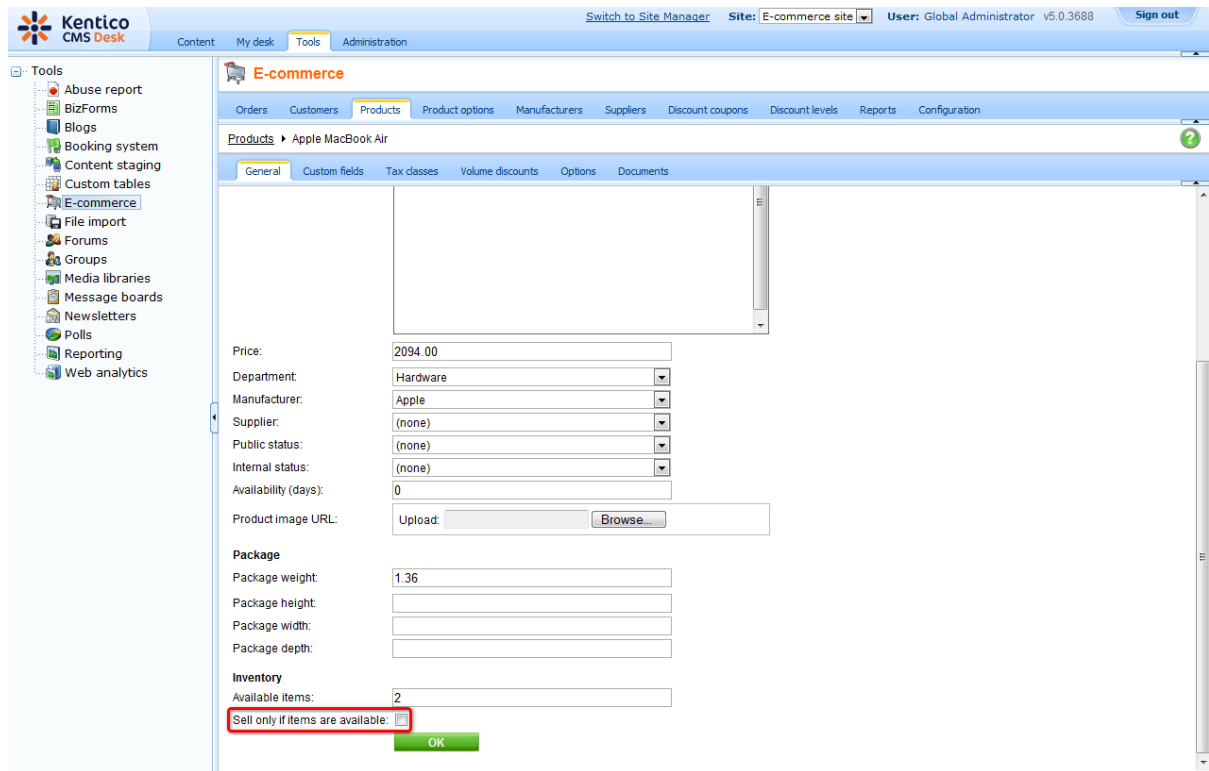 Kentico
CMS Desk
Switch to Site Manager Site: E-commerce site User: Global Administrator v5.0.3688 Sign out
Content My desk Tools Administration
Tools
Abuse report
BizForms
Blogs
Booking system
Content staging
Custom tables
E-commerce
File import
Forums
Groups
Media libraries
Message boards
Newsletters
Polls
Reporting
Web analytics
E-commerce
Orders Customers Products Product options Manufacturers Suppliers Discount coupons Discount levels Reports Configuration
Products Apple MacBook Air
General Custom fields Tax classes Volume discounts Options Documents
Price: 2094.00
Department: Hardware
Manufacturer: Apple
Supplier: (none)
Public status: (none)
Internal status: (none)
Availability (days): 0
Product image URL: Upload: Browse...
Package
Package weight: 1.36
Package height:
Package width:
Package depth:
Inventory
Available items: 2
Sell only if items are available:
OK